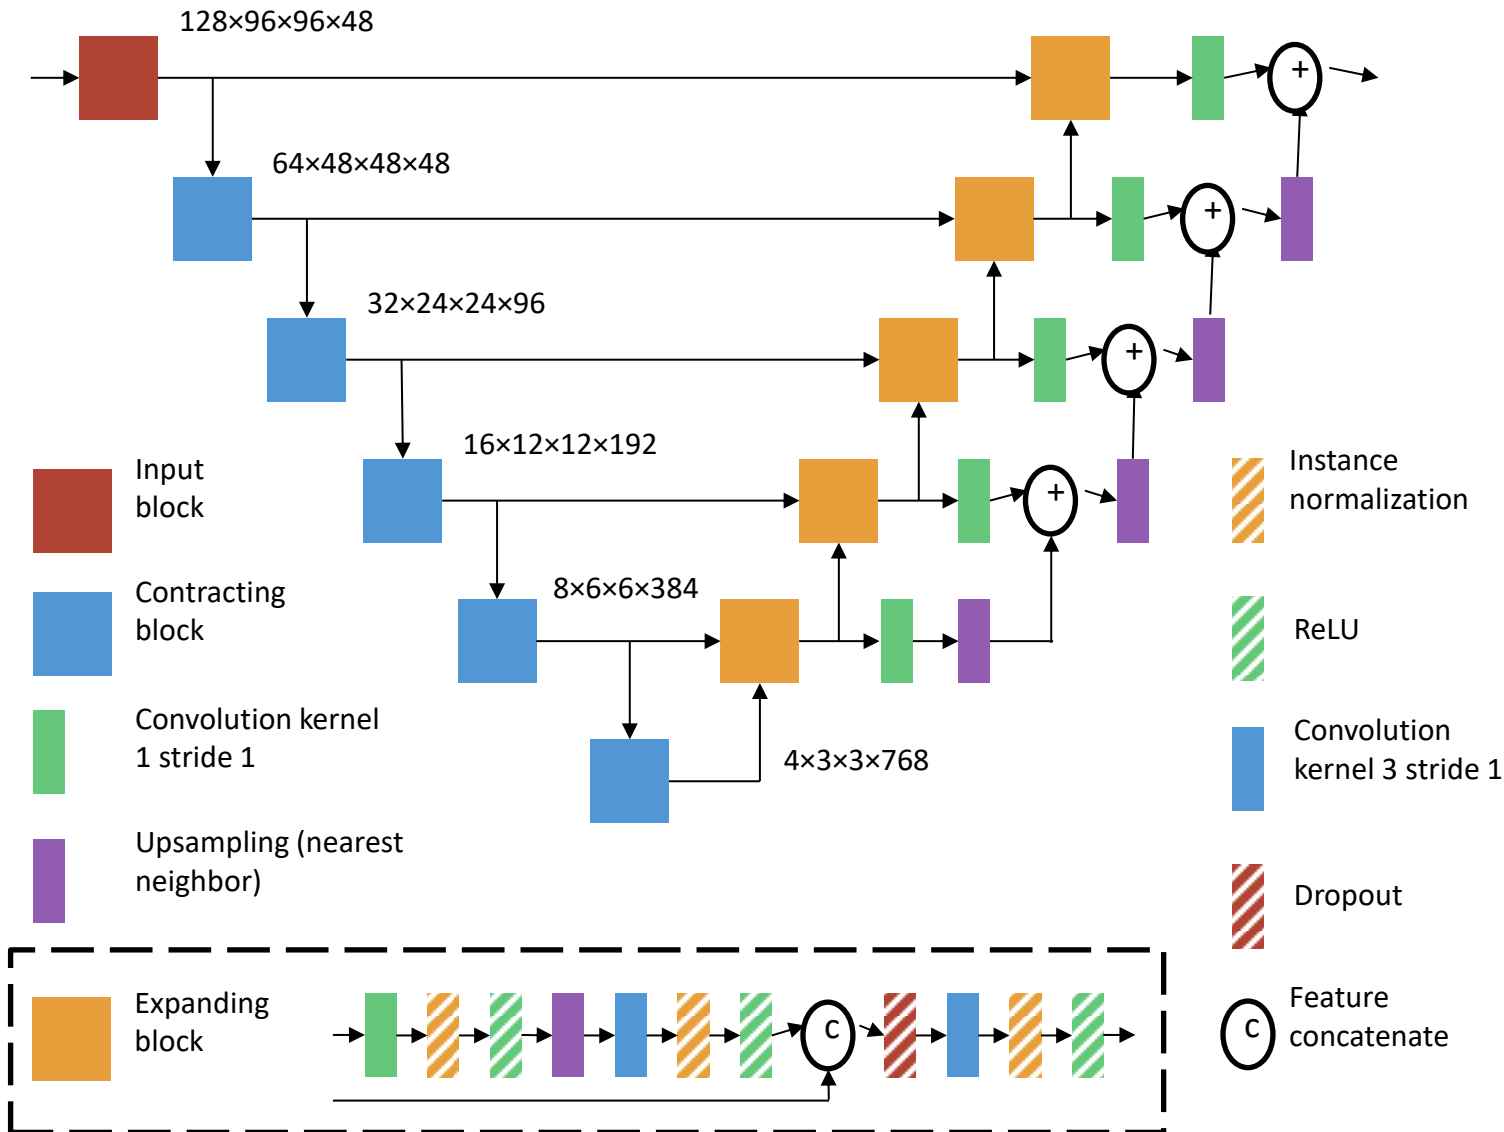 128×96×96×48
+
64×48×48×48
+
32×24×24×96
+
16×12×12×192
+
8×6×6×384
4×3×3×768
Input
block
Contracting
block
Convolution kernel
1 stride 1
Upsampling (nearest
neighbor)
Instance
normalization
ReLU
Convolution
kernel 3 stride 1
Dropout
Expanding
block
C
C
Feature
concatenate